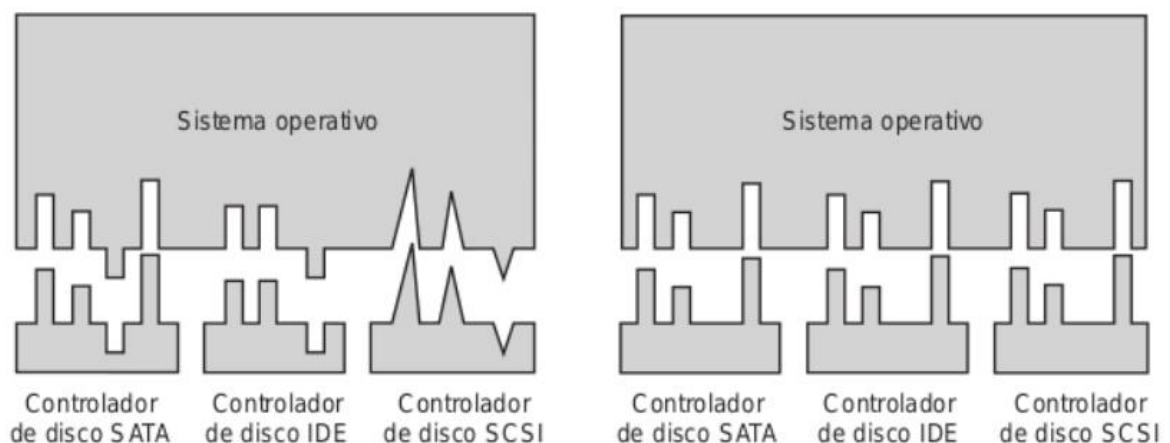 Sistema operativo
Sistema operativo
Controlador
de disco SATA
Controlador
de disco IDE
Controlador
de disco SCSI
Controlador
de disco SATA
Controlador
de disco IDE
Controlador
de disco SCSI